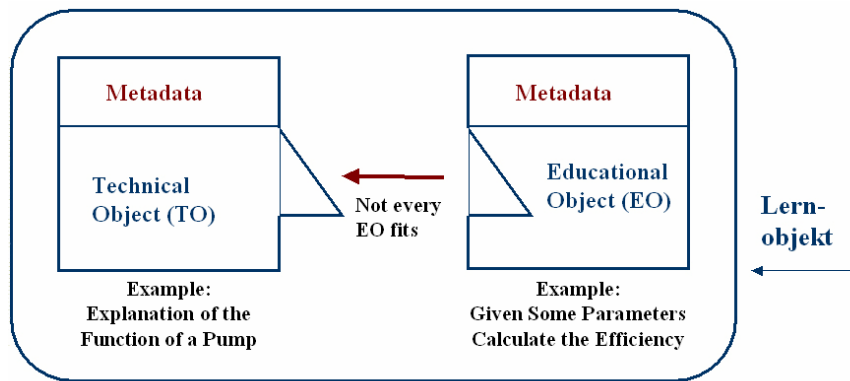 Metadata
Technical
Object (TO)
Example:
Explanation of the
Function of a Pump
Not every
EO fits
Metadata
Educational
Object (EO)
Example:
Given Some Parameters
Calculate the Efficiency
Lern-
objekt